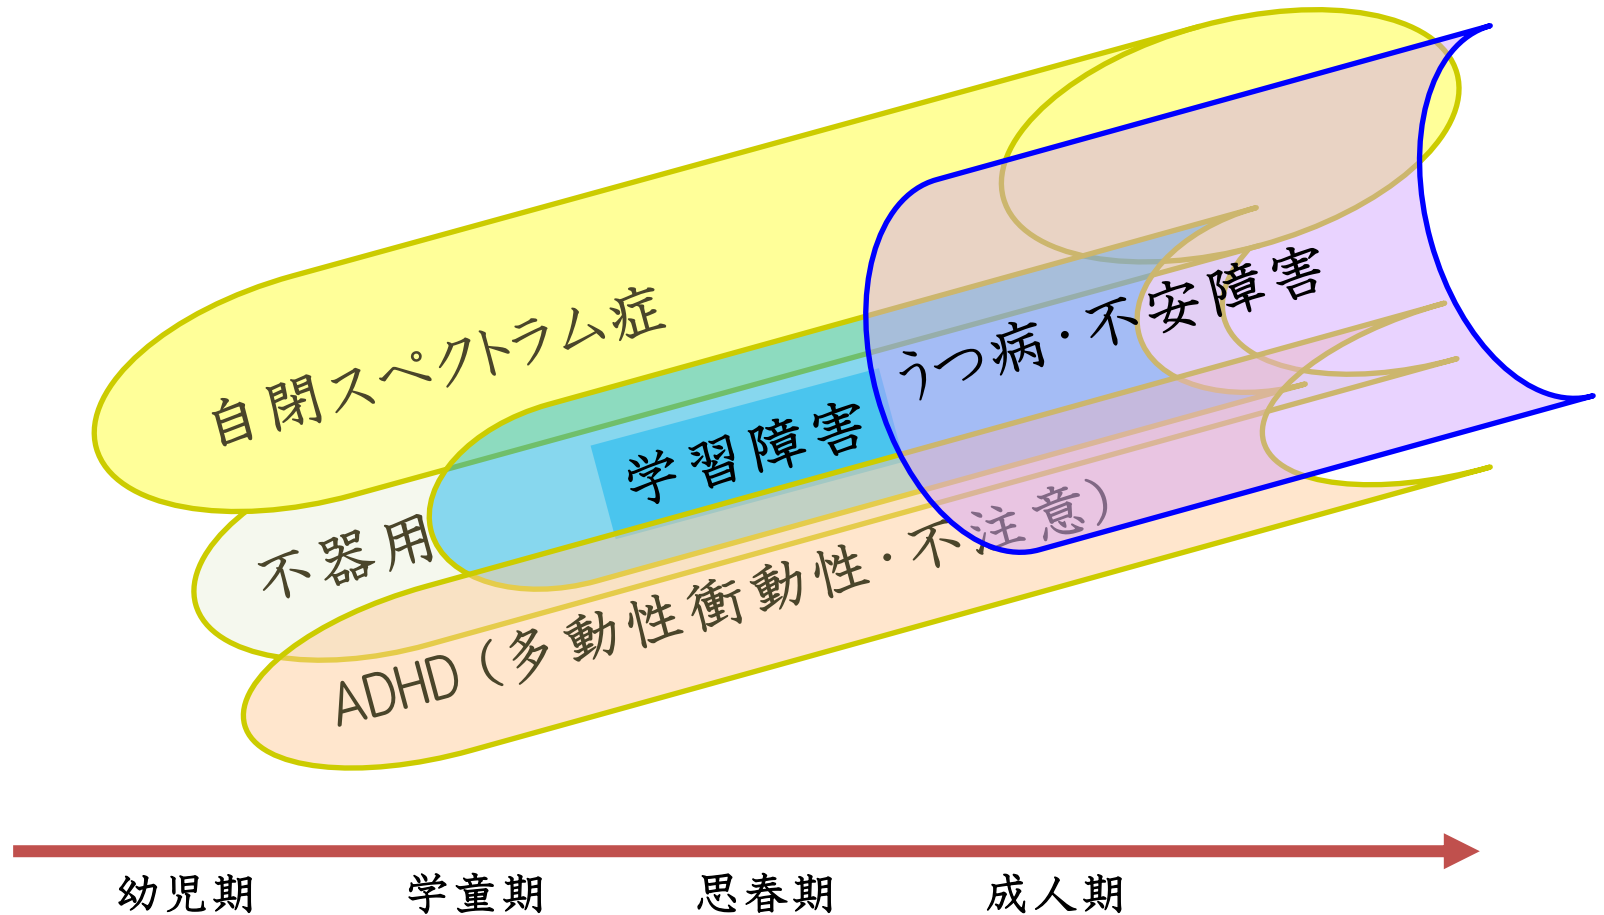 自閉スペクトラム症
不器用
学習障害
うつ病・不安障害
ADHD（多動性衝動性・不注意）
幼児期
学童期
思春期
成人期